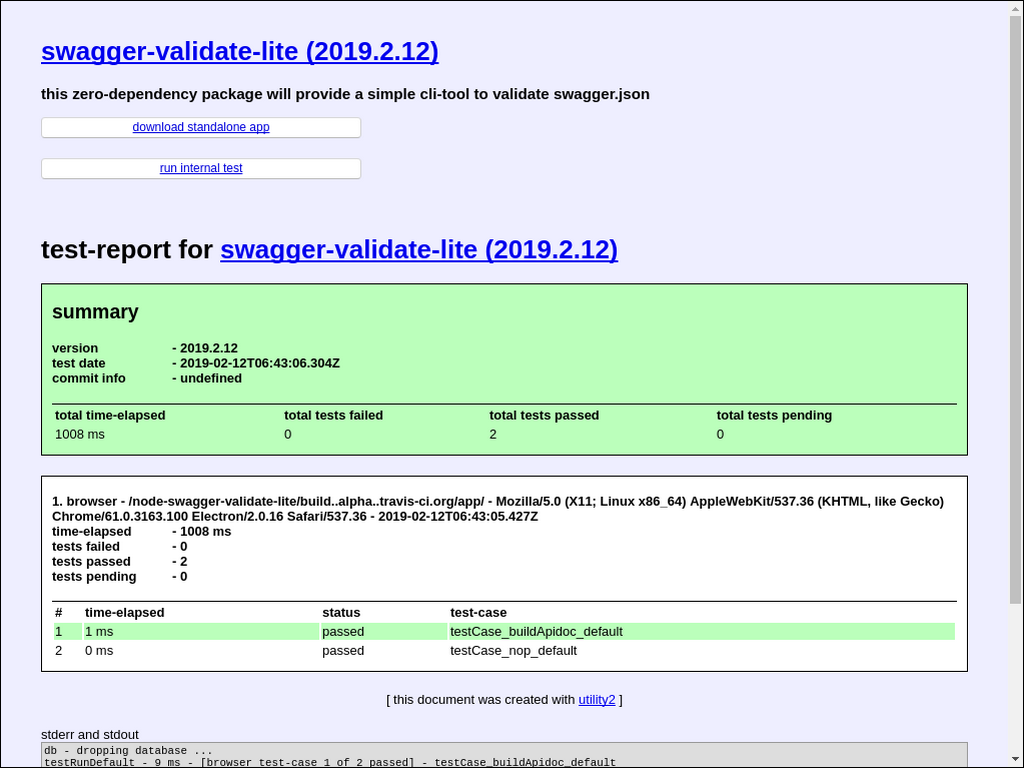 swagger-validate-lite (2019.2.12)
this zero-dependency package will provide a simple cli-tool to validate swagger.json
download standalone app
run internal test
test-report for swagger-validate-lite (2019.2.12)
summary
version - 2019.2.12
test date - 2019-02-12T06:43:06.304Z
commit info - undefined
total time-elapsed total tests failed total tests passed total tests pending
1008 ms 0 2 0
1. browser - /node-swagger-validate-lite/build..alpha..travis-ci.org/app/ - Mozilla/5.0 (X11; Linux x86_64) AppleWebKit/537.36 (KHTML, like Gecko)
Chrome/61.0.3163.100 Electron/2.0.16 Safari/537.36 - 2019-02-12T06:43:05.427Z
time-elapsed - 1008 ms
tests failed - 0
tests passed - 2
tests pending - 0
# time-elapsed status test-case
1 1 ms passed testCase_buildApidoc_default
2 0 ms passed testCase_nop_default
[ this document was created with utility2 ]
stderr and stdout
db - dropping database ...
testRunDefault - 9 ms - [browser test-case 1 of 2 passed] - testCase_buildApidoc_default